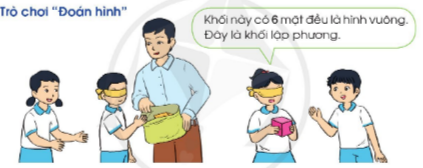 Trò chơi "Đoán hình"
Khối này có 6 mặt đều là hình vuông.
Đây là khối lập phương.